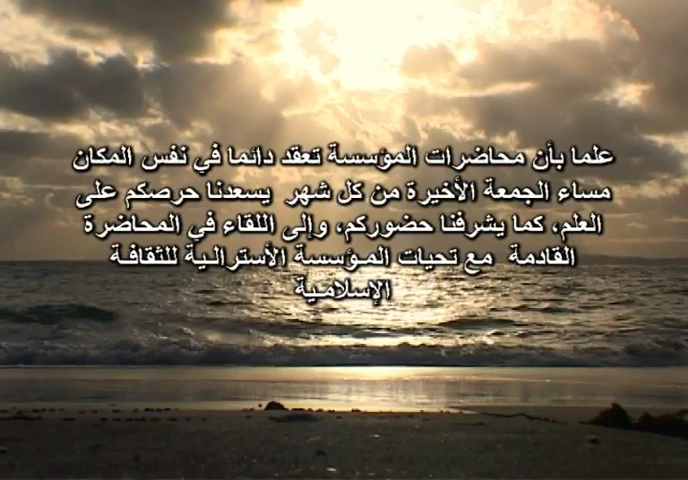 علما بأن محاضرات المؤسسة تعقد دائما في نفس المكان
مساء الجمعة الأخيرة من كل شهر يسعدنا حرصكم على
العلم، كما يشرفنا حضوركم، وإلى اللقاء في المحاضرة
القادمة مع تحيات المؤسسة الأسترالية للثقافة
الإسلامية